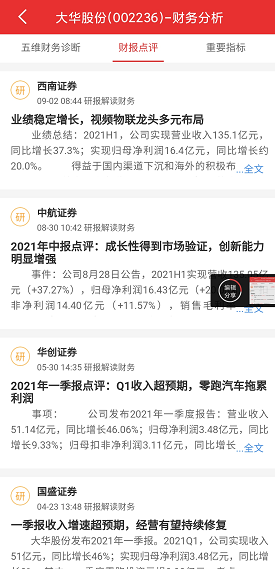 大华股份(002236)-财务分析
五维财务诊断 财报点评 重要指标
研 西南证券
09-02 08:44 研报解读财务
业绩稳定增长，视频物联龙头多元布局
业绩总结：2021H1，公司实现营业收入135.1亿元，
同比增长37.3%；实现归母净利润16.4亿元，同比增长约
20.0%。 得益于国内渠道下沉和海外的积极布 ...全文
研 中航证券
08-30 10:42 研报解读财务
2021年中报点评：成长性得到市场验证，创新能力
明显增强
事件：公司8月28日公告，2021H1实现营收135.05亿
元（+37.27%），归母净利润16.43亿元（+2
非净利润14.40亿元（+11.57%），销售毛利 ...全文
编辑
分享
研 华创证券
05-30 14:35 研报解读财务
2021年一季报点评：Q1收入超预期，零跑汽车拖累
利润
事项： 公司发布2021年一季度报告：营业收入
51.14亿元，同比增长46.06%；归母净利润3.48亿元，同
比增长9.33%；归母扣非净利润3.11亿元，同比增长 ...全文
研 国盛证券
04-23 13:48 研报解读财务
一季报收入增速超预期，经营有望持续修复
大华股份发布2021年一季报。2021Q1，公司实现收入
51亿元，同比增长46%；实现归母净利润3.48亿元，同比